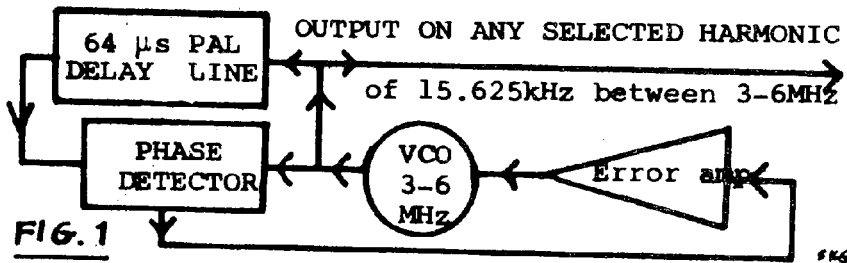 64 μs PAL
DELAY LINE
OUTPUT ON ANY SELECTED HARMONIC
of 15.625kHz between 3-6MHz
PHASE
DETECTOR
VCO
3-6
MHz
Error amp
FIG. 1